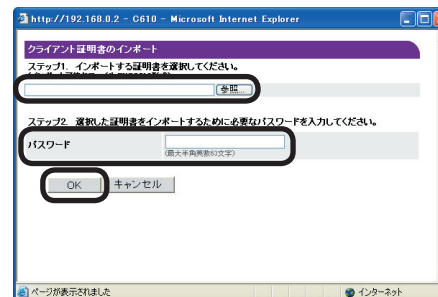 http://192.168.0.2 - C610 - Microsoft Internet Explorer
クライアント証明書のインポート
ステップ1. インポートする証明書を選択してください。
参照...
ステップ2. 選択した証明書をインポートするために必要なパスワードを入力してください。
パスワード
(最大半角英数63文字)
OK
キャンセル
ページが表示されました
インターネット